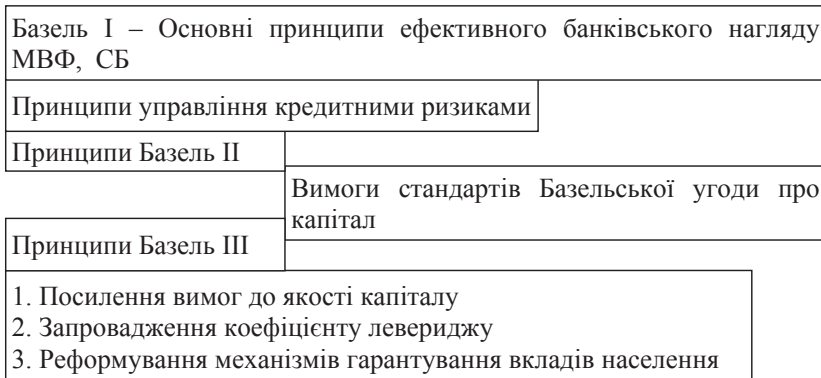 Базель І – Основні принципи ефективного банківського нагляду
МВФ, СБ
Принципи управління кредитними ризиками
Принципи Базель ІІ
Вимоги стандартів Базельської угоди про
капітал
Принципи Базель ІІІ
1. Посилення вимог до якості капіталу
2. Запровадження коефіцієнту левериджу
3. Реформування механізмів гарантування вкладів населення